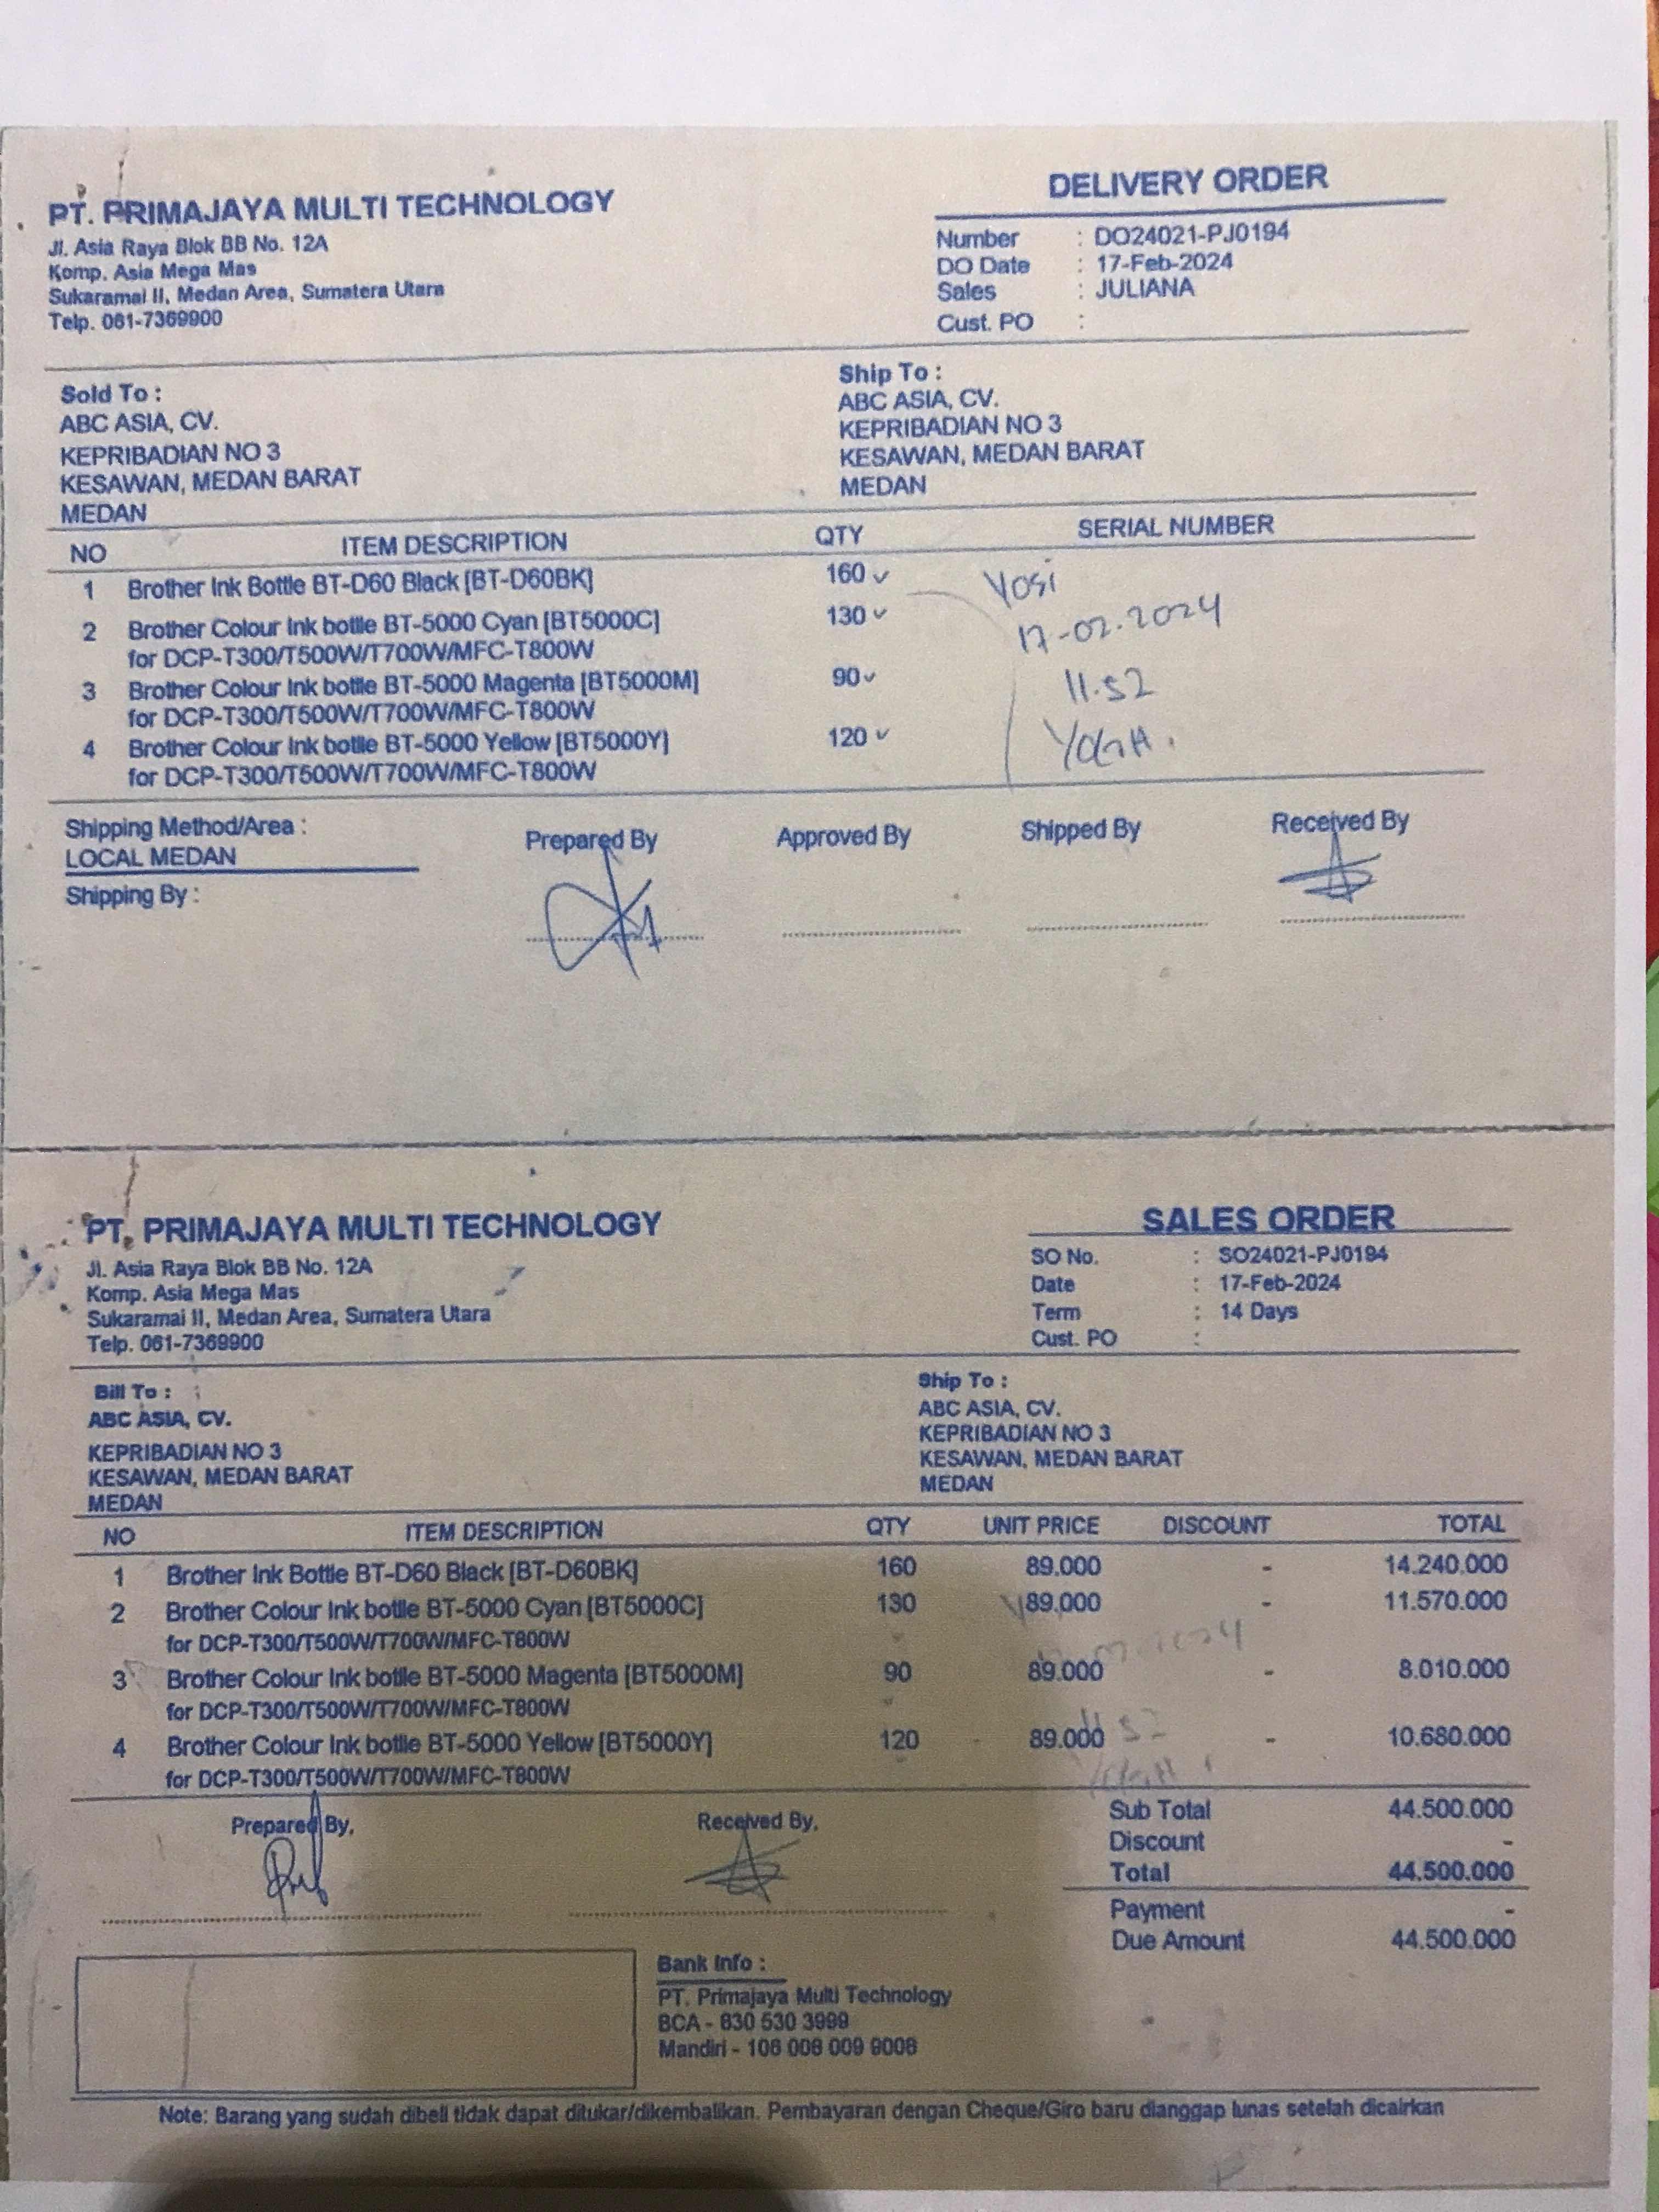 PT. PRIMAJAYA MULTI TECHNOLOGY
Jl. Asia Raya Blok BB No. 12A
Komp. Asia Mega Mas
Sukaramai II, Medan Area, Sumatera Utara
Telp. 061-7369900
DELIVERY ORDER
Number : DO24021-PJ0194
DO Date : 17-Feb-2024
Sales : JULIANA
Cust. PO :
Sold To :
ABC ASIA, CV.
KEPRIBADIAN NO 3
KESAWAN, MEDAN BARAT
MEDAN
Ship To :
ABC ASIA, CV.
KEPRIBADIAN NO 3
KESAWAN, MEDAN BARAT
MEDAN
NO ITEM DESCRIPTION QTY SERIAL NUMBER
1 Brother Ink Bottle BT-D60 Black [BT-D60BK] 160
2 Brother Colour Ink bottle BT-5000 Cyan [BT5000C] 130
for DCP-T300/T500W/T700W/MFC-T800W
3 Brother Colour Ink bottle BT-5000 Magenta [BT5000M] 90
for DCP-T300/T500W/T700W/MFC-T800W
4 Brother Colour Ink bottle BT-5000 Yellow [BT5000Y] 120
for DCP-T300/T500W/T700W/MFC-T800W
Yosi
17-02-2024
11.52
Shipping Method/Area :
LOCAL MEDAN
Shipping By :
Prepared By Approved By Shipped By Received By
PT. PRIMAJAYA MULTI TECHNOLOGY
Jl. Asia Raya Blok BB No. 12A
Komp. Asia Mega Mas
Sukaramai II, Medan Area, Sumatera Utara
Telp. 061-7369900
SALES ORDER
SO No. : SO24021-PJ0194
Date : 17-Feb-2024
Term : 14 Days
Cust. PO :
Bill To :
ABC ASIA, CV.
KEPRIBADIAN NO 3
KESAWAN, MEDAN BARAT
MEDAN
Ship To :
ABC ASIA, CV.
KEPRIBADIAN NO 3
KESAWAN, MEDAN BARAT
MEDAN
NO ITEM DESCRIPTION QTY UNIT PRICE DISCOUNT TOTAL
1 Brother Ink Bottle BT-D60 Black [BT-D60BK] 160 89.000 - 14.240.000
2 Brother Colour Ink bottle BT-5000 Cyan [BT5000C] 130 89.000 - 11.570.000
for DCP-T300/T500W/T700W/MFC-T800W
3 Brother Colour Ink bottle BT-5000 Magenta [BT5000M] 90 89.000 - 8.010.000
for DCP-T300/T500W/T700W/MFC-T800W
4 Brother Colour Ink bottle BT-5000 Yellow [BT5000Y] 120 89.000 - 10.680.000
for DCP-T300/T500W/T700W/MFC-T800W
Prepared By, Received By,
Sub Total 44.500.000
Discount -
Total 44.500.000
Payment -
Due Amount 44.500.000
Bank Info :
PT. Primajaya Multi Technology
BCA - 830 530 3999
Mandiri - 106 008 009 9008
Note: Barang yang sudah dibeli tidak dapat ditukar/dikembalikan. Pembayaran dengan Cheque/Giro baru dianggap lunas setelah dicairkan